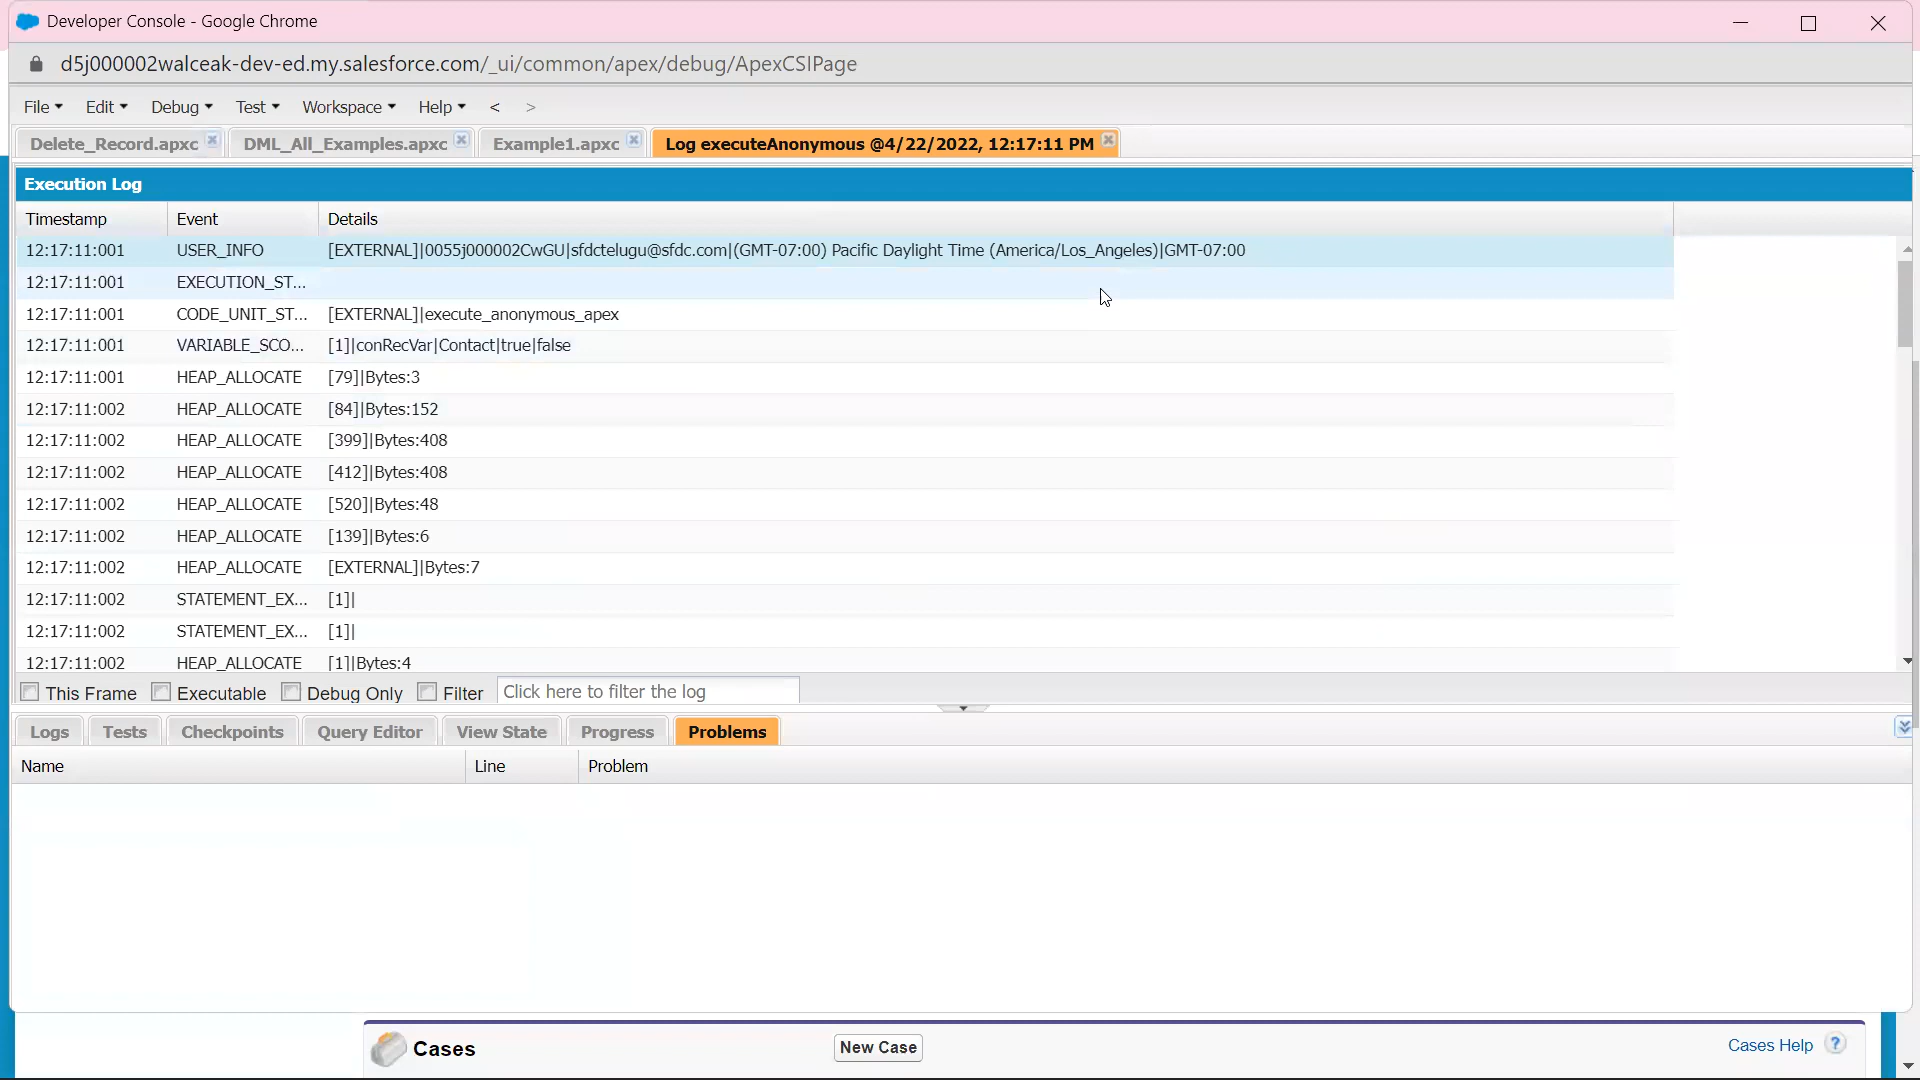 Developer Console - Google Chrome
d5j000002walceak-dev-ed.my.salesforce.com/_ui/common/apex/debug/ApexCSIPage
File Edit Debug Test Workspace Help < >
Delete_Record.apxc DML_All_Examples.apxc Example1.apxc Log executeAnonymous @4/22/2022, 12:17:11 PM
Execution Log
Timestamp Event Details
12:17:11:001 USER_INFO [EXTERNAL]|0055j000002CwGU|sfdctelugu@sfdc.com|(GMT-07:00) Pacific Daylight Time (America/Los_Angeles)|GMT-07:00
12:17:11:001 EXECUTION_ST...
12:17:11:001 CODE_UNIT_ST... [EXTERNAL]|execute_anonymous_apex
12:17:11:001 VARIABLE_SCO... [1]|conRecVar|Contact|true|false
12:17:11:001 HEAP_ALLOCATE [79]|Bytes:3
12:17:11:002 HEAP_ALLOCATE [84]|Bytes:152
12:17:11:002 HEAP_ALLOCATE [399]|Bytes:408
12:17:11:002 HEAP_ALLOCATE [412]|Bytes:408
12:17:11:002 HEAP_ALLOCATE [520]|Bytes:48
12:17:11:002 HEAP_ALLOCATE [139]|Bytes:6
12:17:11:002 HEAP_ALLOCATE [EXTERNAL]|Bytes:7
12:17:11:002 STATEMENT_EX... [1]|
12:17:11:002 STATEMENT_EX... [1]|
12:17:11:002 HEAP_ALLOCATE [1]|Bytes:4
This Frame Executable Debug Only Filter Click here to filter the log
Logs Tests Checkpoints Query Editor View State Progress Problems
Name Line Problem
Cases New Case Cases Help ?